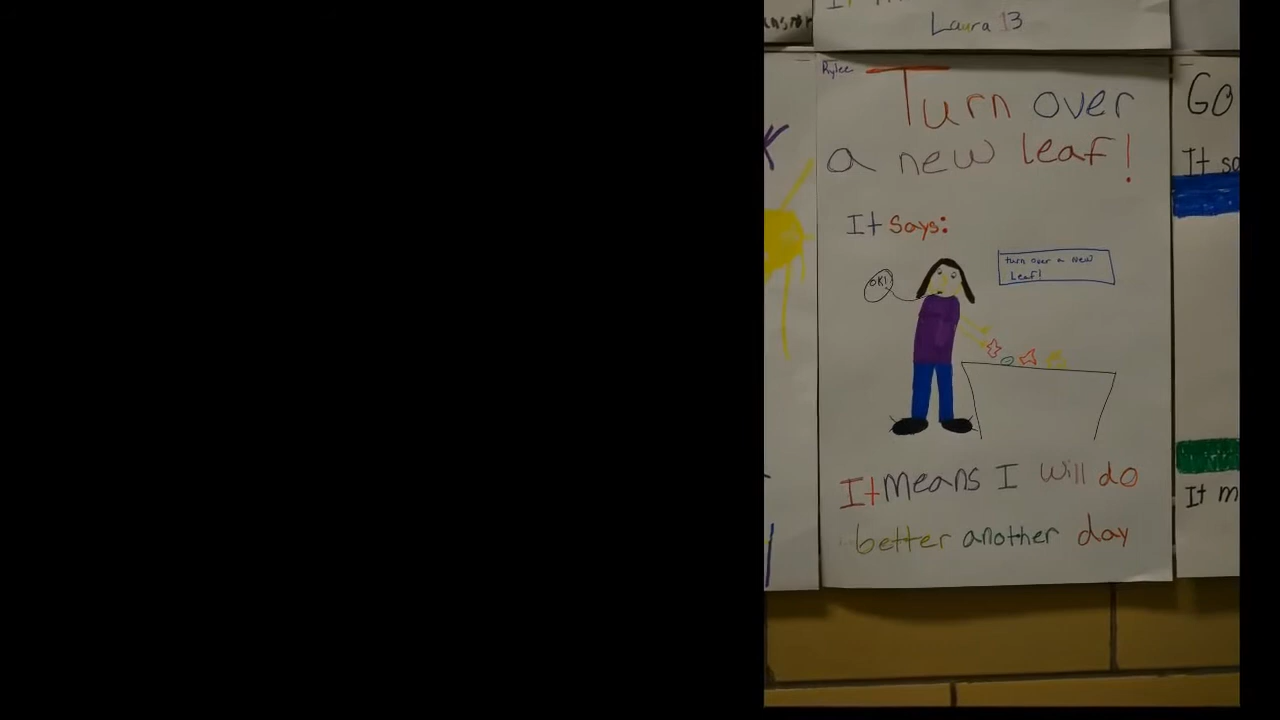 Laura 13
Rylee
Turn over
a new leaf!
It says:
OK!
turn over a new
Leaf!
It means I will do
better another day
GO
It
It